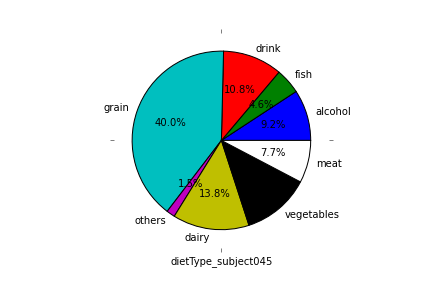 drink
fish
10.8%
4.6%
grain
alcohol
40.0%
9.2%
7.7%
meat
1.5%
13.8%
others
vegetables
dairy
dietType_subject045